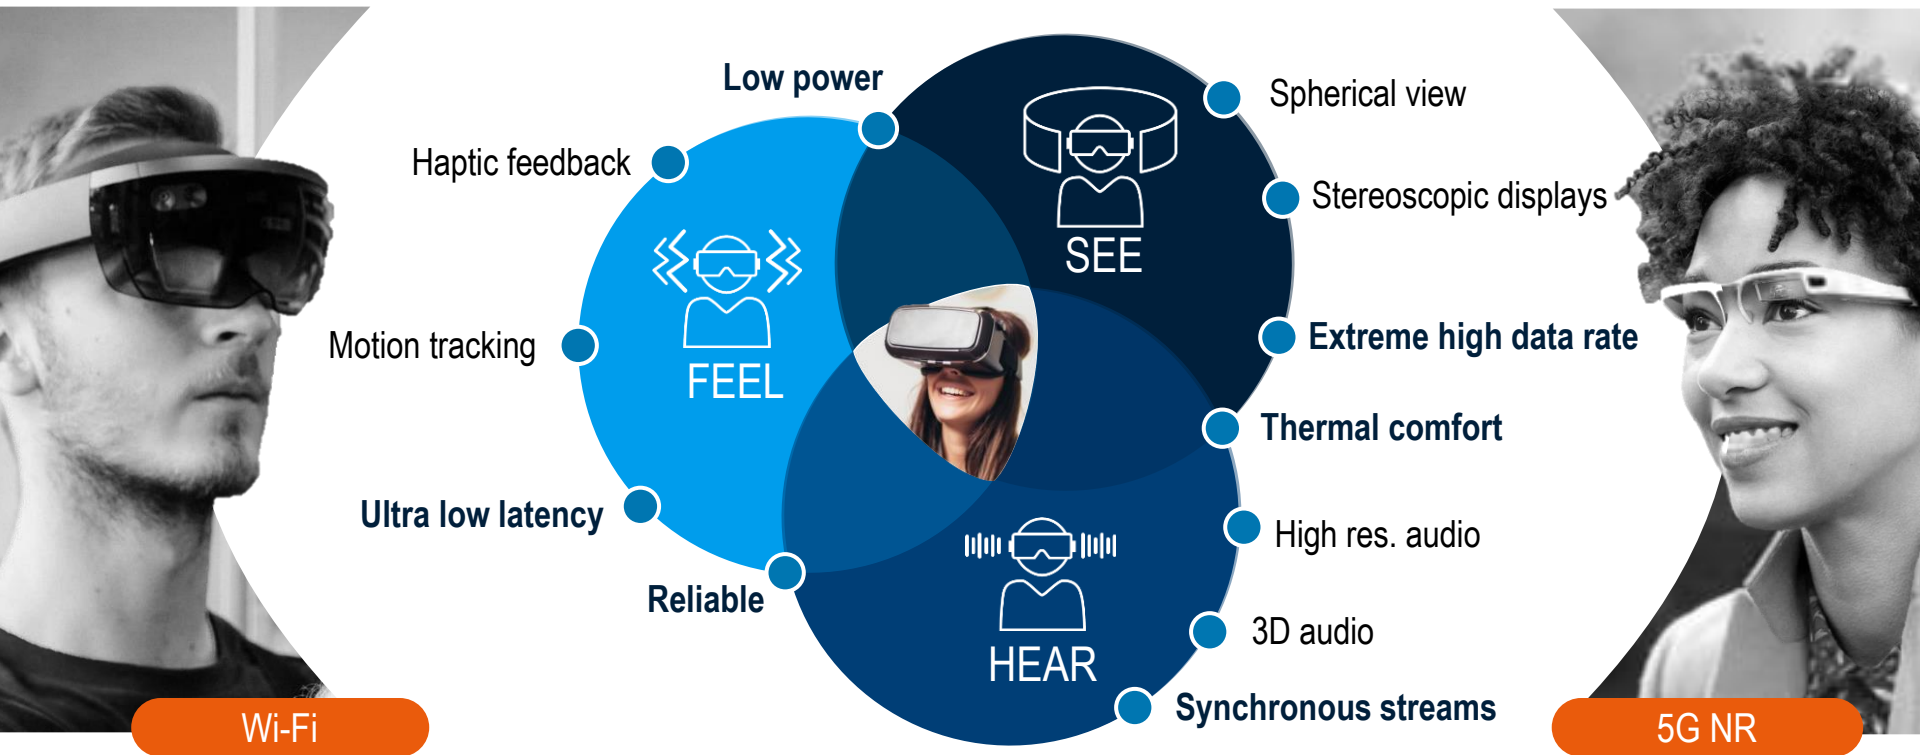 Low power
Haptic feedback
Motion tracking
Ultra low latency
Reliable
FEEL
SEE
HEAR
Spherical view
Stereoscopic displays
Extreme high data rate
Thermal comfort
High res. audio
3D audio
Synchronous streams
Wi-Fi
5G NR